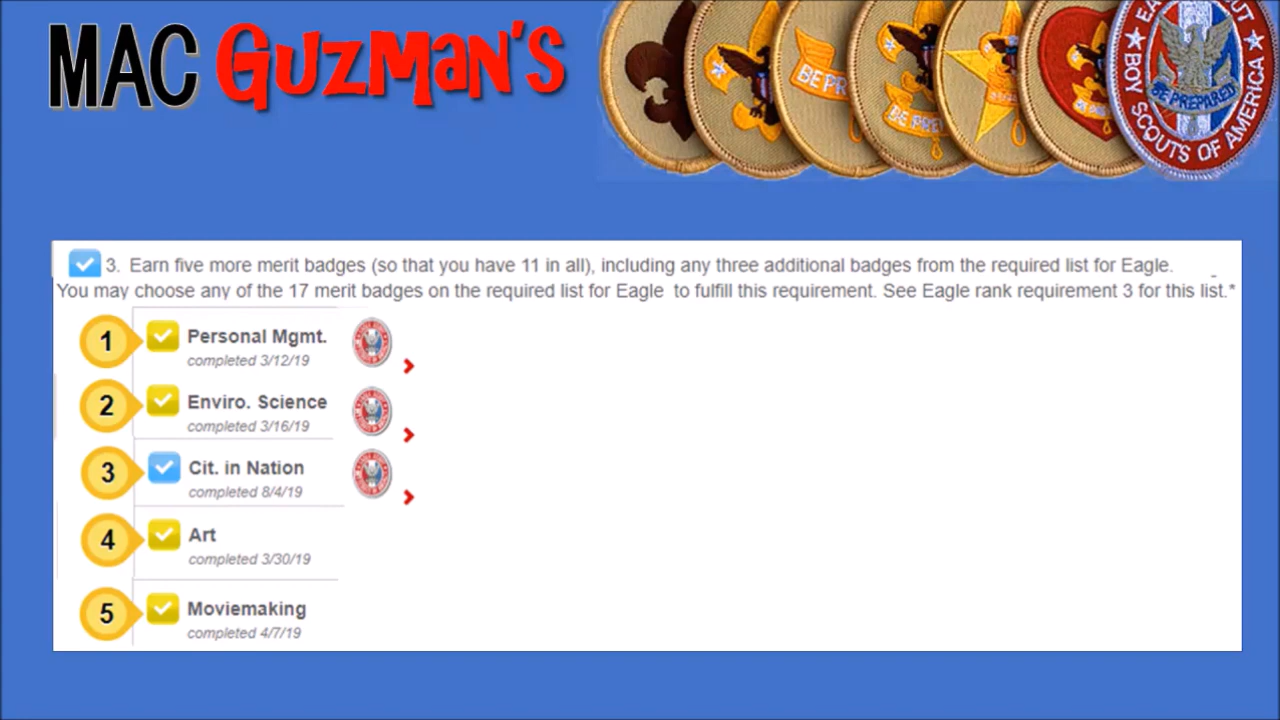 MAC GUZMAN'S
BE PREPARED
BOY SCOUTS OF AMERICA
3. Earn five more merit badges (so that you have 11 in all), including any three additional badges from the required list for Eagle.
You may choose any of the 17 merit badges on the required list for Eagle to fulfill this requirement. See Eagle rank requirement 3 for this list.*
1 Personal Mgmt.
completed 3/12/19
2 Enviro. Science
completed 3/16/19
3 Cit. in Nation
completed 8/4/19
4 Art
completed 3/30/19
5 Moviemaking
completed 4/7/19